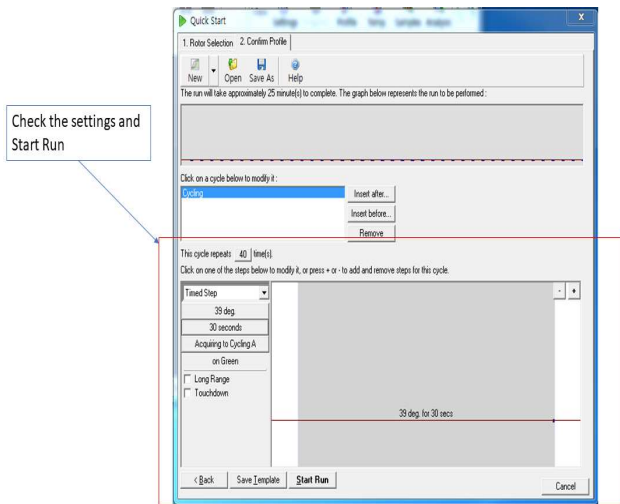 Quick Start
X
1. Rotor Selection 2. Confirm Profile
New Open Save As Help
The run will take approximately 25 minute(s) to complete. The graph below represents the run to be performed :
Check the settings and
Start Run
Click on a cycle below to modify it :
Cycling
Insert after...
Insert before...
Remove
This cycle repeats 40 time(s).
Click on one of the steps below to modify it, or press + or - to add and remove steps for this cycle.
Timed Step
- +
39 deg.
30 seconds
Acquiring to Cycling A
on Green
Long Range
Touchdown
39 deg. for 30 secs
< Back Save Template Start Run
Cancel